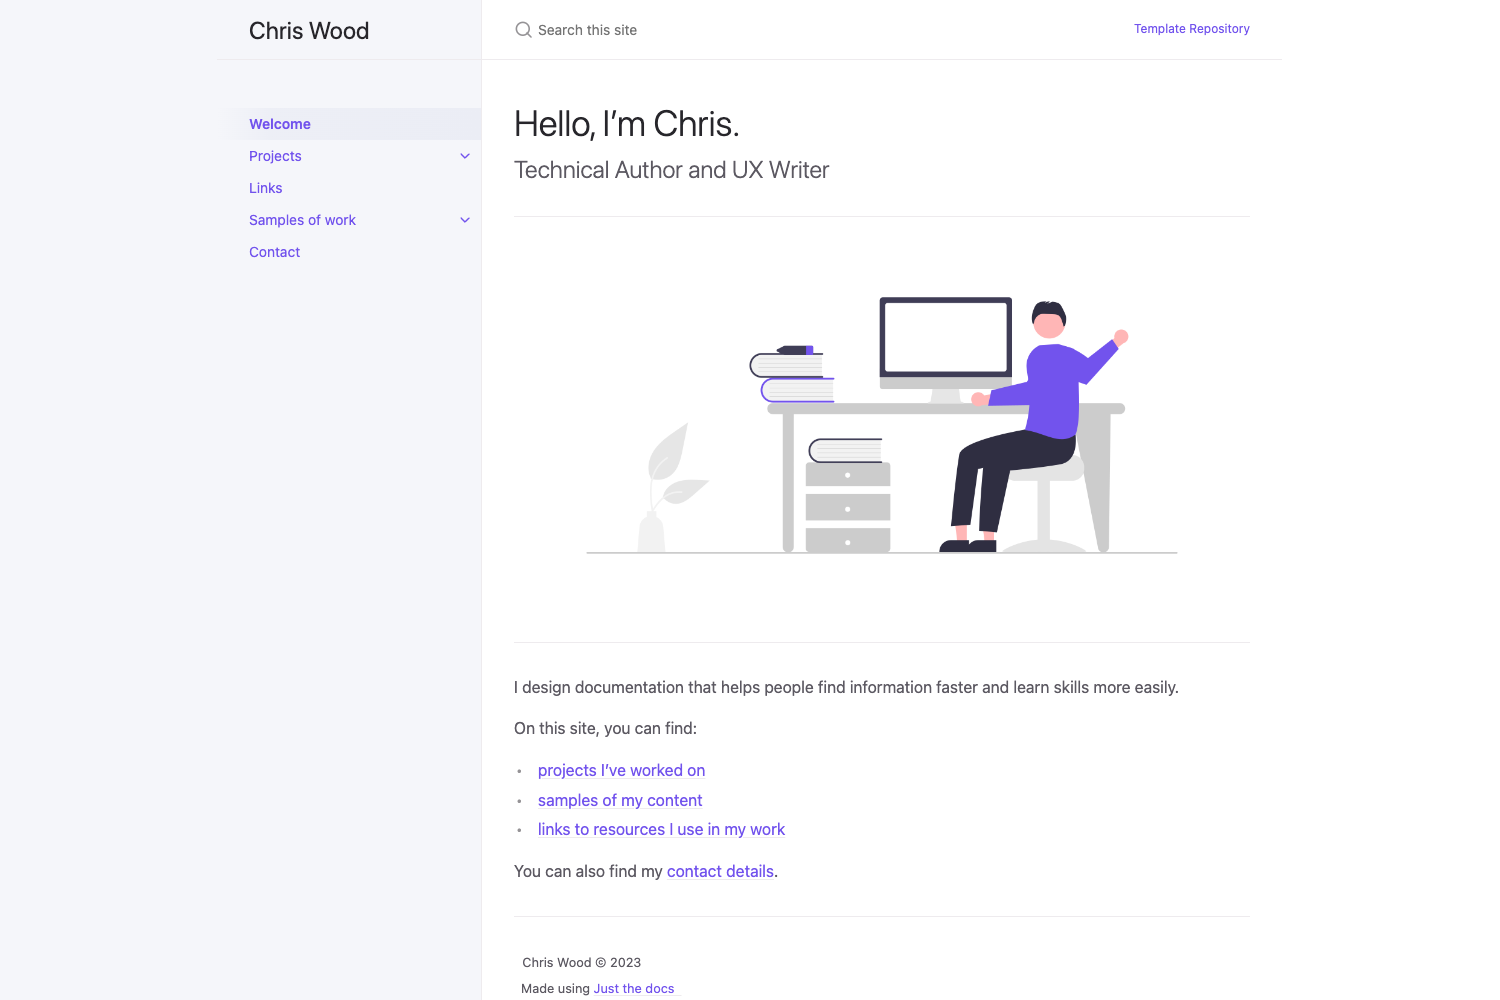 Chris Wood
Search this site
Template Repository
Welcome
Projects
Links
Samples of work
Contact
Hello, I’m Chris.
Technical Author and UX Writer
I design documentation that helps people find information faster and learn skills more easily.
On this site, you can find:
• projects I’ve worked on
• samples of my content
• links to resources I use in my work
You can also find my contact details.
Chris Wood © 2023
Made using Just the docs